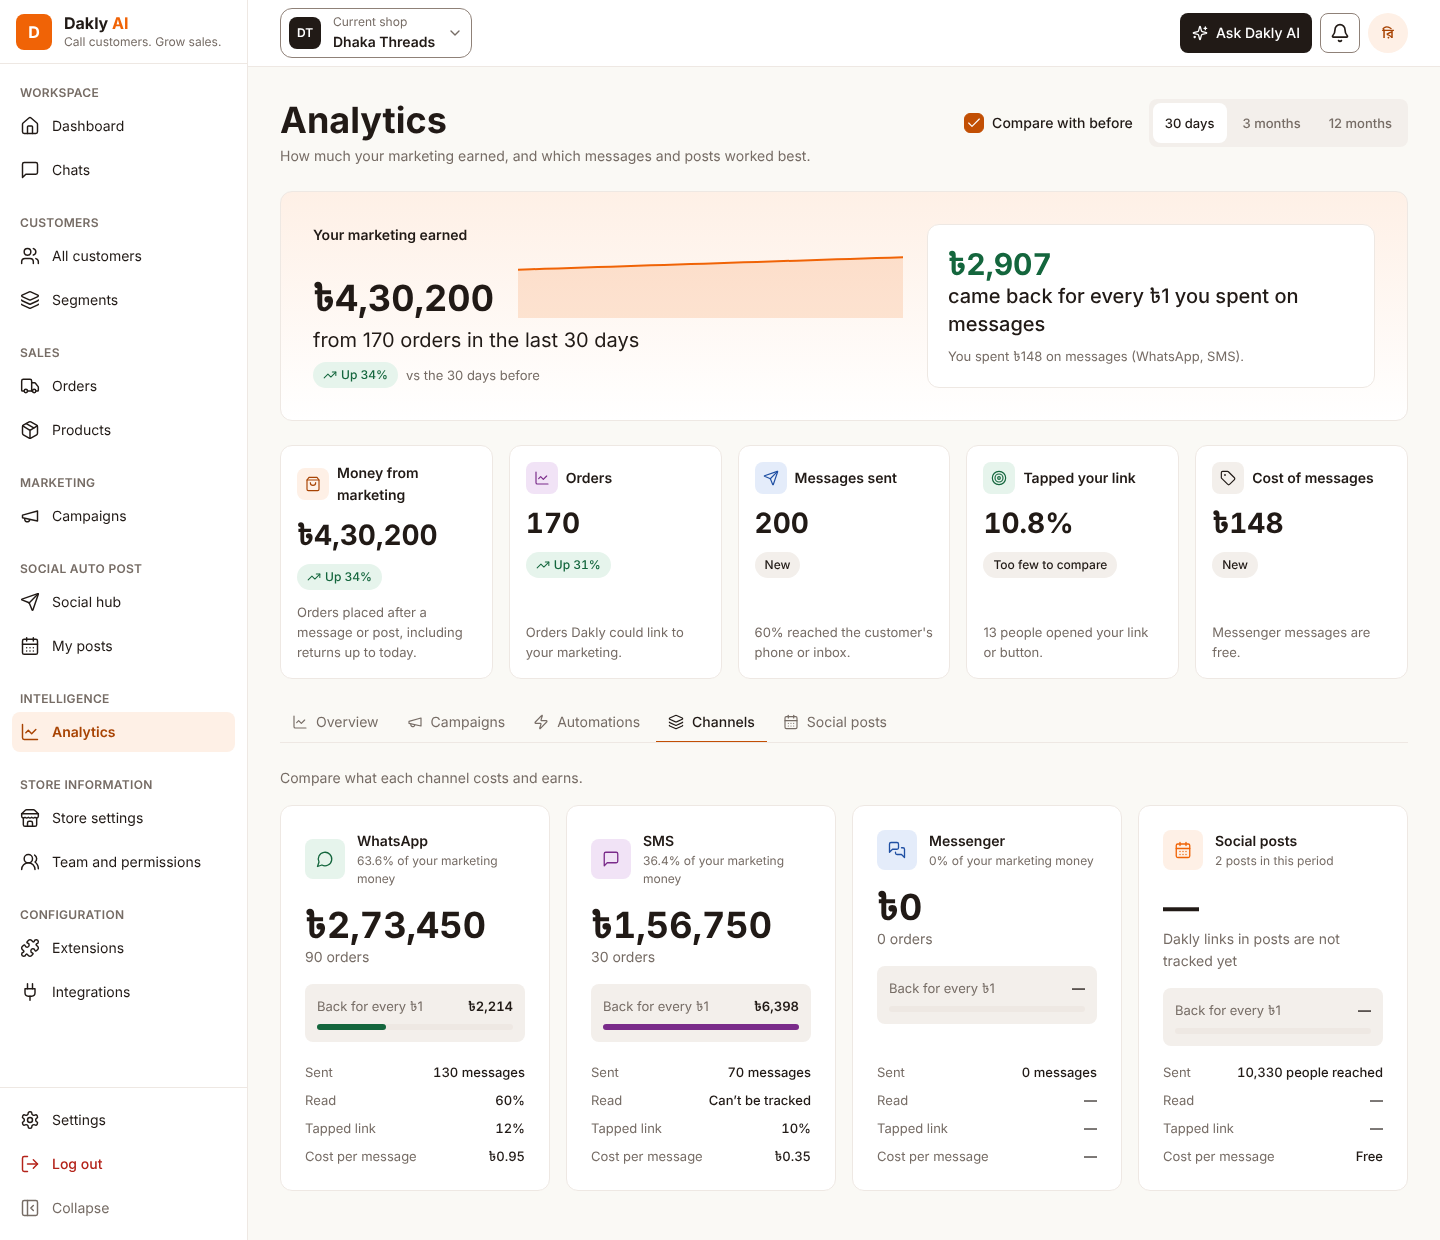 D
Dakly AI
Call customers. Grow sales.
WORKSPACE
Dashboard
Chats
CUSTOMERS
All customers
Segments
SALES
Orders
Products
MARKETING
Campaigns
SOCIAL AUTO POST
Social hub
My posts
INTELLIGENCE
Analytics
STORE INFORMATION
Store settings
Team and permissions
CONFIGURATION
Extensions
Integrations
Settings
Log out
Collapse
DT
Current shop
Dhaka Threads
Ask Dakly AI
রি
Analytics
How much your marketing earned, and which messages and posts worked best.
Compare with before
30 days
3 months
12 months
Your marketing earned
৳4,30,200
from 170 orders in the last 30 days
Up 34%
vs the 30 days before
৳2,907
came back for every ৳1 you spent on
messages
You spent ৳148 on messages (WhatsApp, SMS).
Money from
marketing
৳4,30,200
Up 34%
Orders placed after a
message or post, including
returns up to today.
Orders
170
Up 31%
Orders Dakly could link to
your marketing.
Messages sent
200
New
60% reached the customer's
phone or inbox.
Tapped your link
10.8%
Too few to compare
13 people opened your link
or button.
Cost of messages
৳148
New
Messenger messages are
free.
Overview
Campaigns
Automations
Channels
Social posts
Compare what each channel costs and earns.
WhatsApp
63.6% of your marketing
money
৳2,73,450
90 orders
Back for every ৳1
৳2,214
Sent
130 messages
Read
60%
Tapped link
12%
Cost per message
৳0.95
SMS
36.4% of your marketing
money
৳1,56,750
30 orders
Back for every ৳1
৳6,398
Sent
70 messages
Read
Can’t be tracked
Tapped link
10%
Cost per message
৳0.35
Messenger
0% of your marketing money
৳0
0 orders
Back for every ৳1
—
Sent
0 messages
Read
—
Tapped link
—
Cost per message
—
Social posts
2 posts in this period
—
Dakly links in posts are not
tracked yet
Back for every ৳1
—
Sent
10,330 people reached
Read
—
Tapped link
—
Cost per message
Free